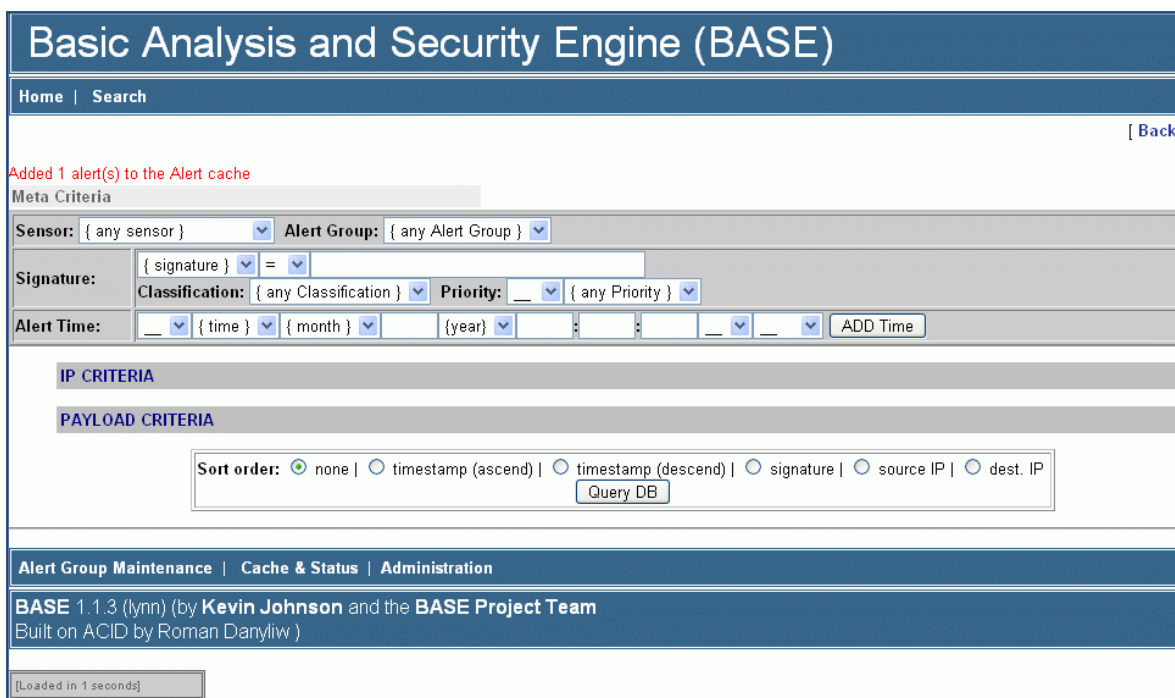 Basic Analysis and Security Engine (BASE)
Home | Search
[ Back
Added 1 alert(s) to the Alert cache
Meta Criteria
Sensor: { any sensor } Alert Group: { any Alert Group }
Signature: { signature } =
Classification: { any Classification } Priority: __ { any Priority }
Alert Time: __ { time } { month } {year} : : __ __ ADD Time
IP CRITERIA
PAYLOAD CRITERIA
Sort order: none | timestamp (ascend) | timestamp (descend) | signature | source IP | dest. IP
Query DB
Alert Group Maintenance | Cache & Status | Administration
BASE 1.1.3 (lynn) (by Kevin Johnson and the BASE Project Team
Built on ACID by Roman Danyliw )
[Loaded in 1 seconds]